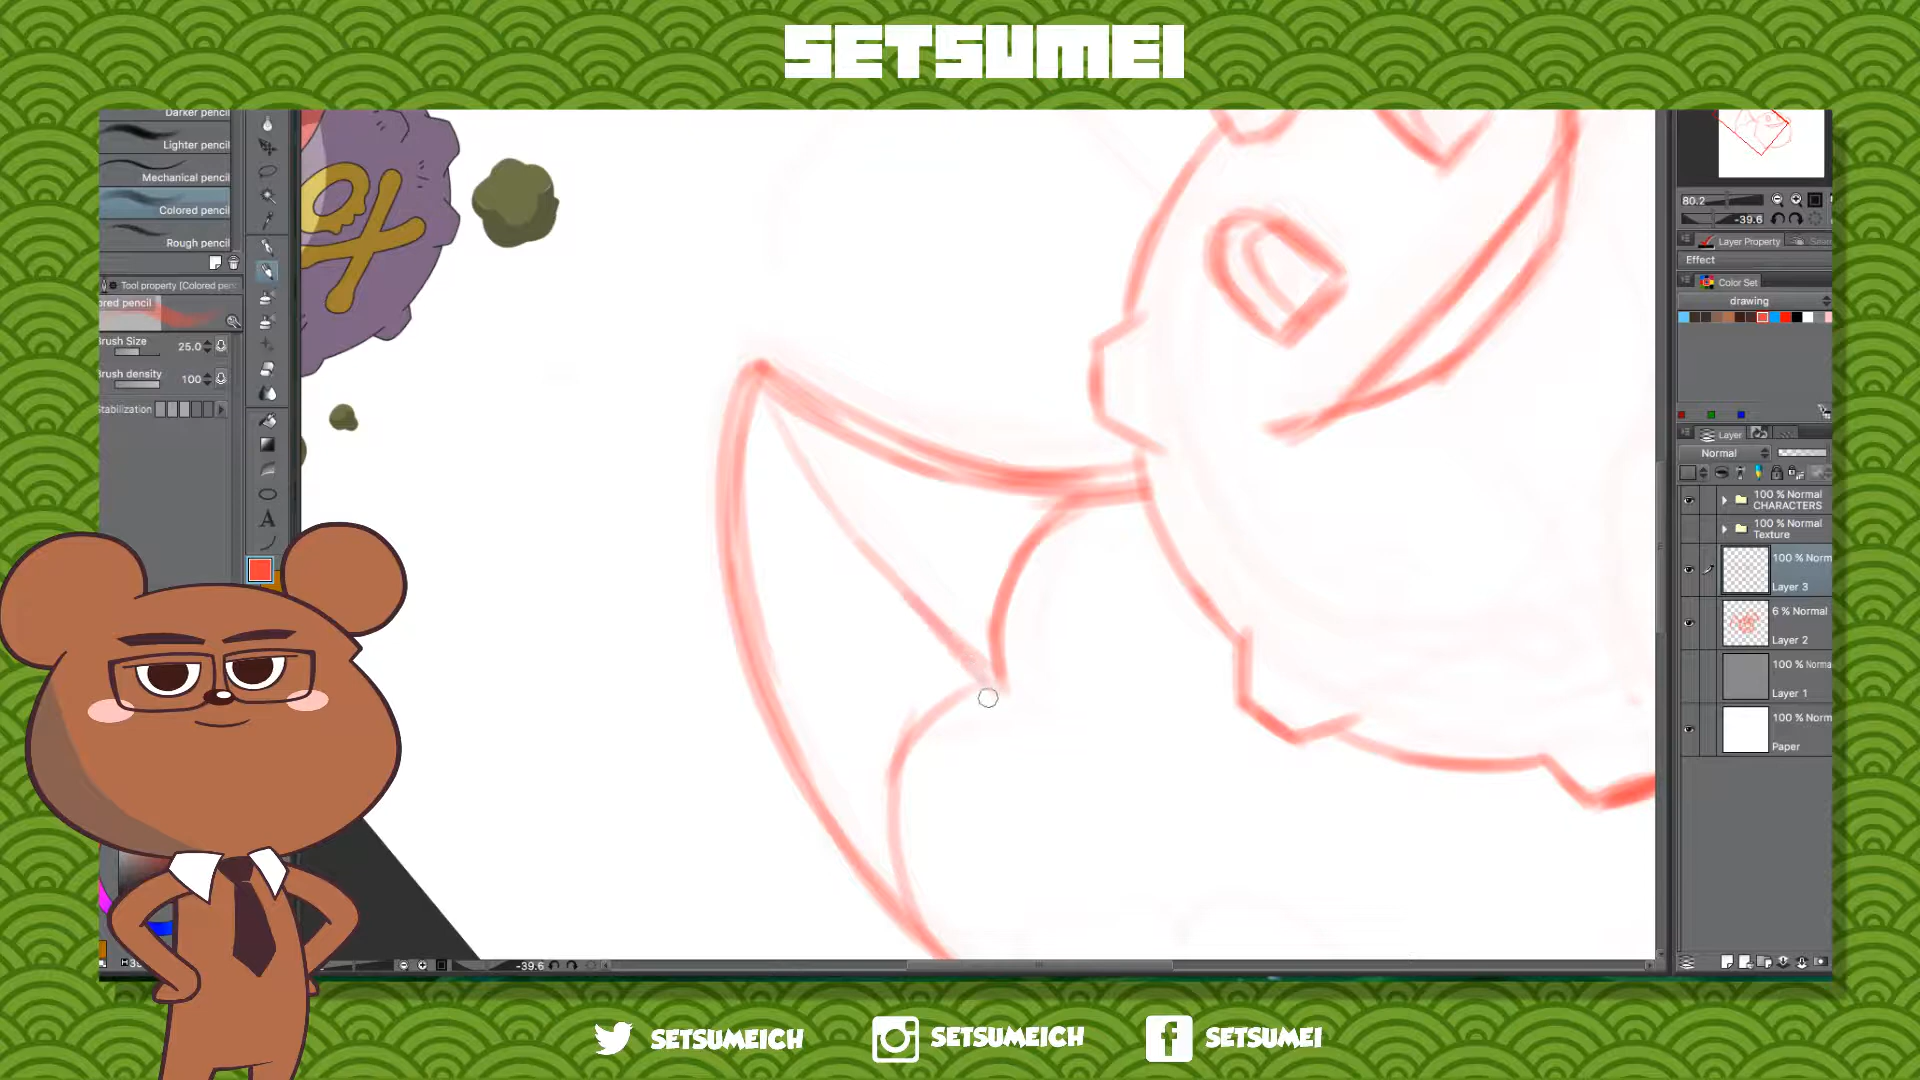 SETSUMEI
Darker pencil
Lighter pencil
Mechanical pencil
Colored pencil
Rough pencil
Tool property [Colored penc
ored pencil
Brush Size 25.0
Brush density 100
Stabilization
A
80.2
-39.6
Layer Property
Effect
Color Set
drawing
Layer
Normal
100 % Normal
CHARACTERS
100 % Normal
Texture
100 % Norm
Layer 3
6 % Normal
Layer 2
100 % Norma
Layer 1
100 % Norm
Paper
-39.6
SETSUMEICH
SETSUMEICH
SETSUMEI